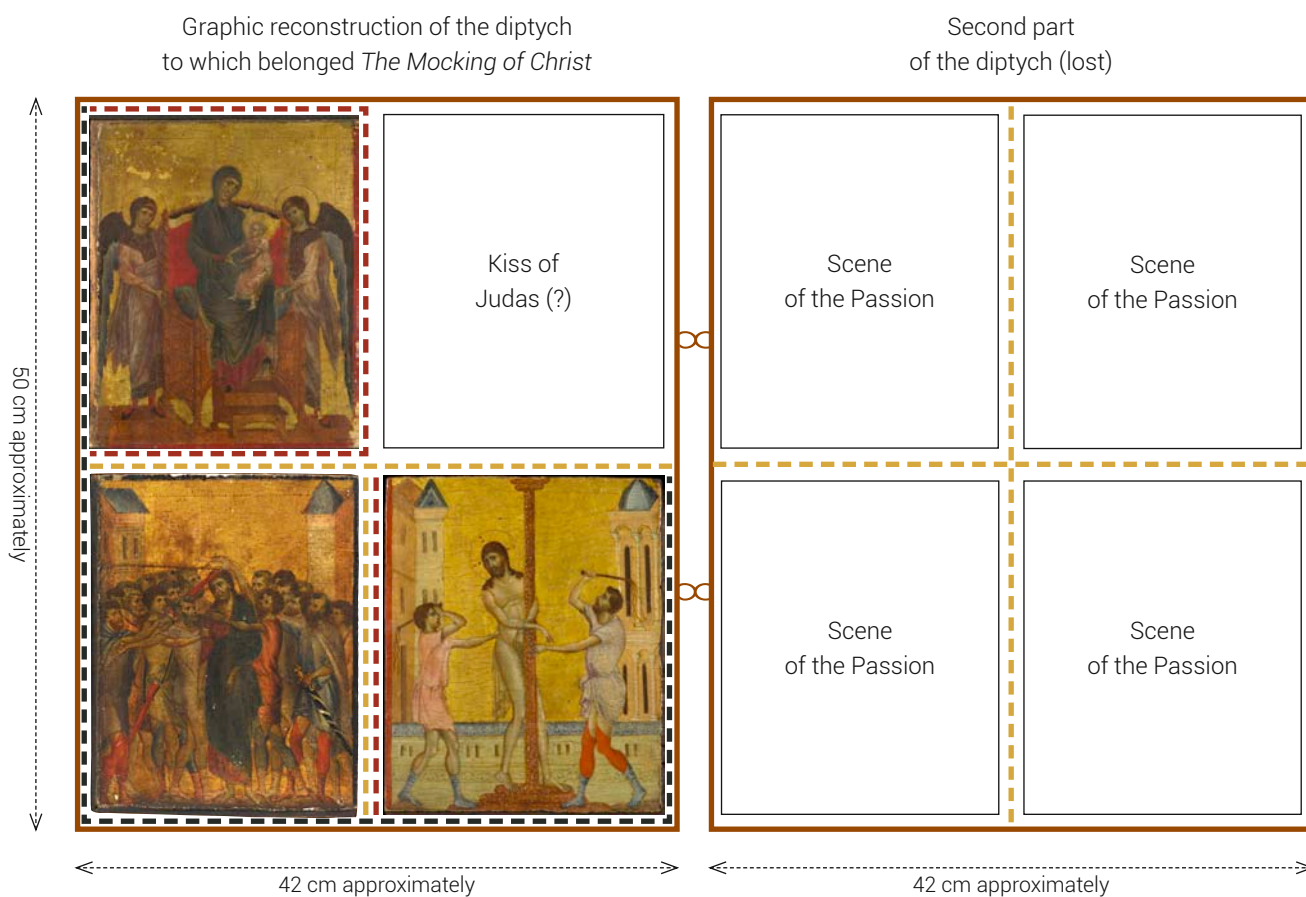 Graphic reconstruction of the diptych
to which belonged The Mocking of Christ
Second part
of the diptych (lost)
50 cm approximately
Kiss of
Judas (?)
Scene
of the Passion
Scene
of the Passion
Scene
of the Passion
Scene
of the Passion
42 cm approximately
42 cm approximately